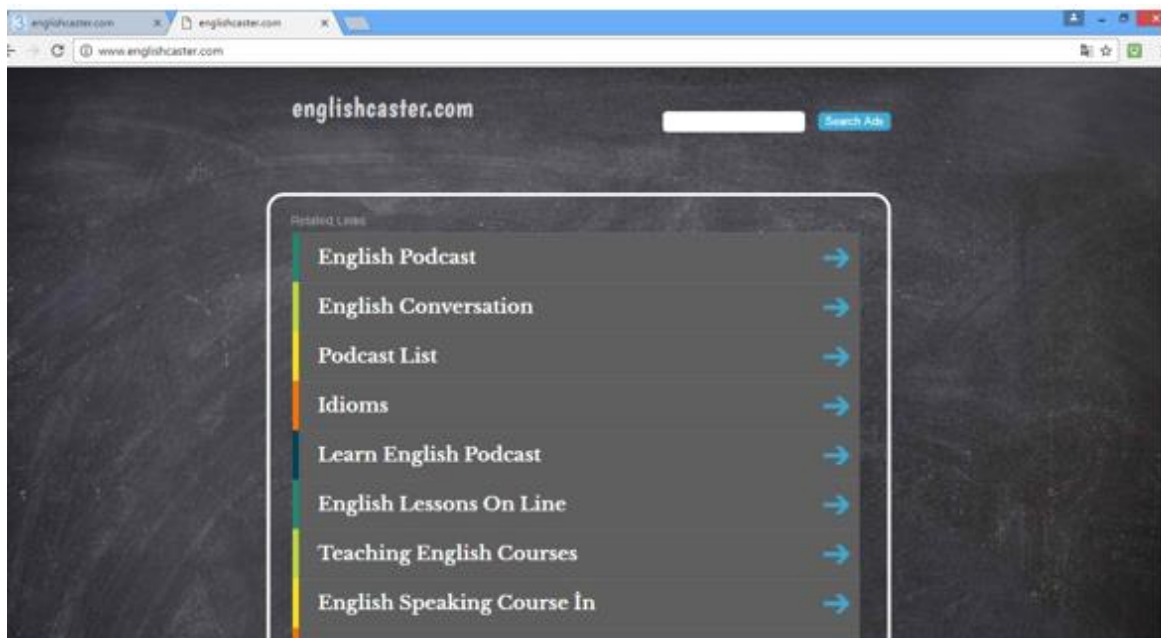 englishcaster.com
englishcaster.com
www.englishcaster.com
englishcaster.com
Search Ads
Related Links
English Podcast
English Conversation
Podcast List
Idioms
Learn English Podcast
English Lessons On Line
Teaching English Courses
English Speaking Course İn